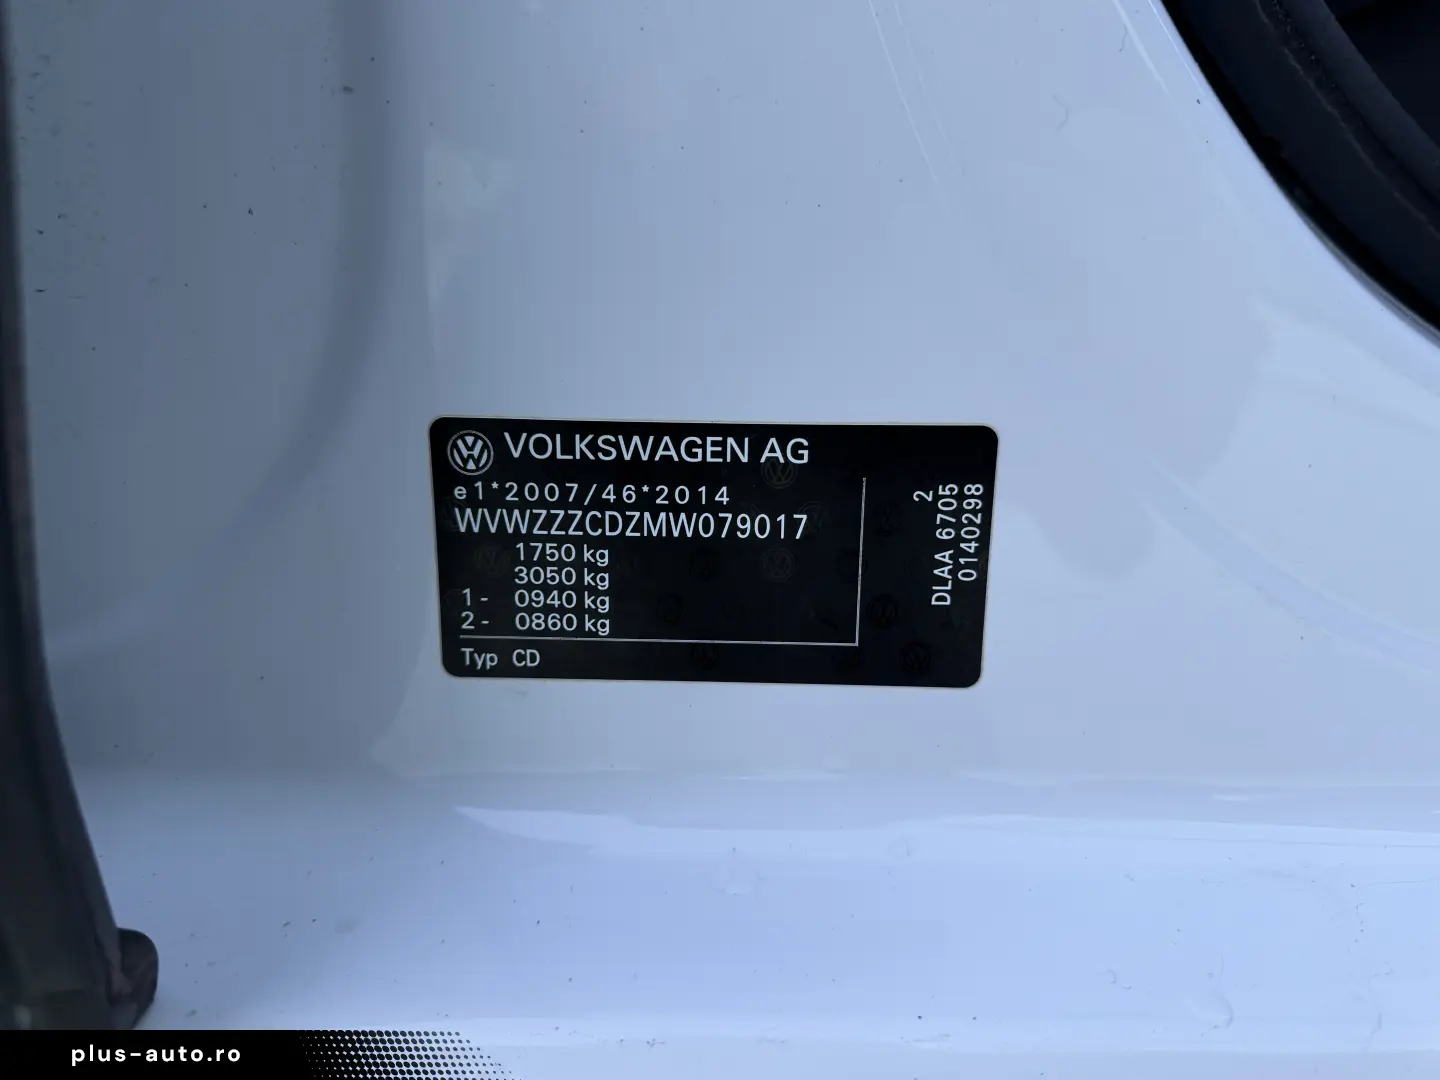 VOLKSWAGEN AG
e1*2007/46*2014
WVWZZZCDZMW079017
1750 kg
3050 kg
1- 0940 kg
2- 0860 kg
Typ CD
2
DLAA 6705
0140298
plus-auto.ro